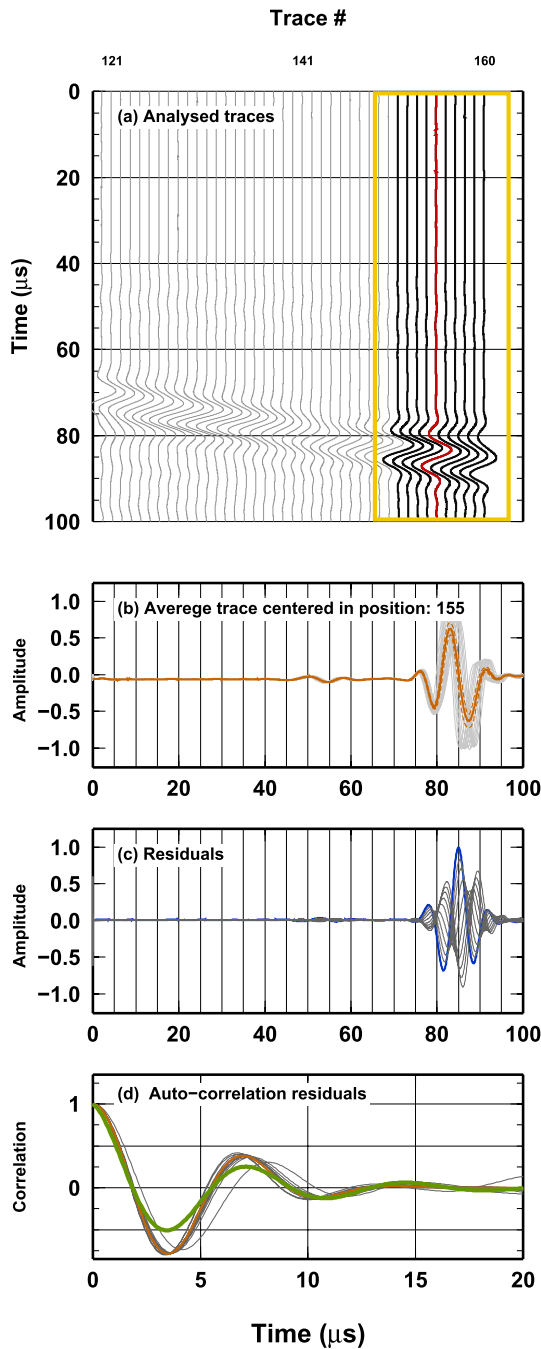 Trace #
121 141 160
0
(a) Analysed traces
20
40
Time (μs)
60
80
100
(b) Averege trace centered in position: 155
1.0
0.5
0.0
−0.5
−1.0
Amplitude
0 20 40 60 80 100
(c) Residuals
1.0
0.5
0.0
−0.5
−1.0
Amplitude
0 20 40 60 80 100
(d) Auto−correlation residuals
1
0
Correlation
0 5 10 15 20
Time (μs)